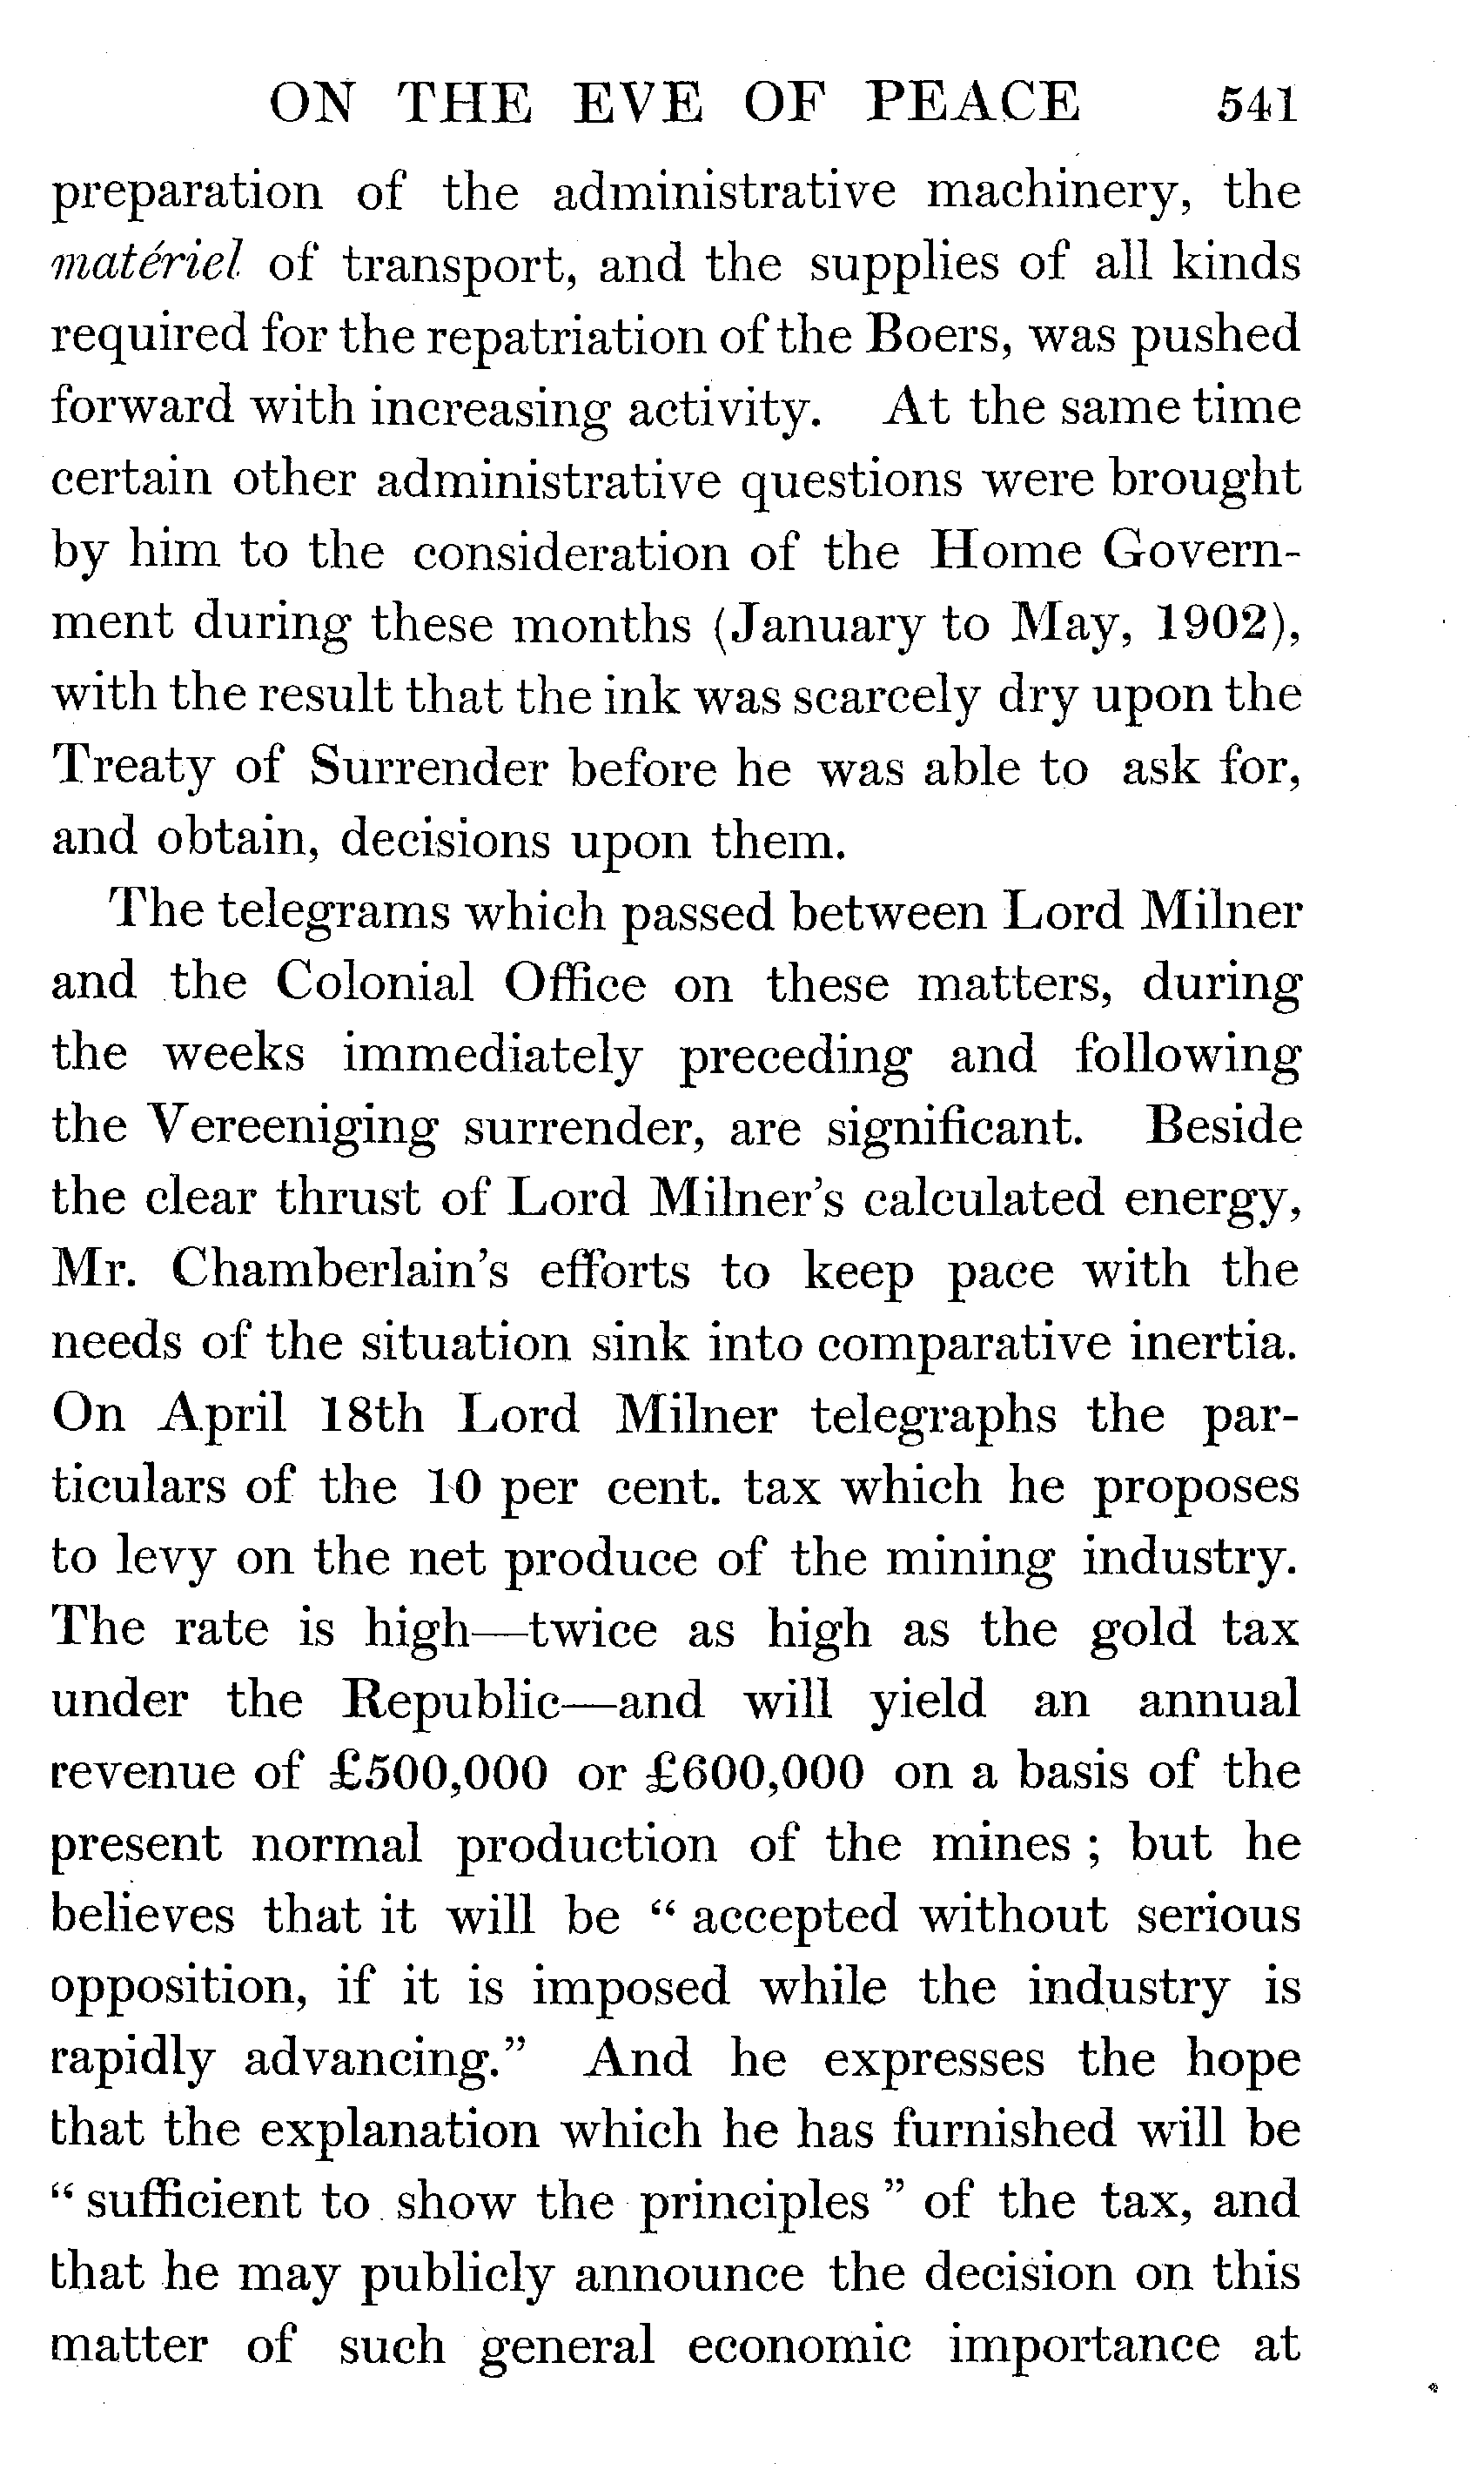 ON THE EVE OF PEACE 541
preparation of the administrative machinery, the
matériel of transport, and the supplies of all kinds
required for the repatriation of the Boers, was pushed
forward with increasing activity. At the same time
certain other administrative questions were brought
by him to the consideration of the Home Govern-
ment during these months (January to May, 1902),
with the result that the ink was scarcely dry upon the
Treaty of Surrender before he was able to ask for,
and obtain, decisions upon them.
The telegrams which passed between Lord Milner
and the Colonial Office on these matters, during
the weeks immediately preceding and following
the Vereeniging surrender, are significant. Beside
the clear thrust of Lord Milner's calculated energy,
Mr. Chamberlain's efforts to keep pace with the
needs of the situation sink into comparative inertia.
On April 18th Lord Milner telegraphs the par-
ticulars of the 10 per cent. tax which he proposes
to levy on the net produce of the mining industry.
The rate is high—twice as high as the gold tax
under the Republic—and will yield an annual
revenue of £500,000 or £600,000 on a basis of the
present normal production of the mines ; but he
believes that it will be “ accepted without serious
opposition, if it is imposed while the industry is
rapidly advancing.” And he expresses the hope
that the explanation which he has furnished will be
“ sufficient to show the principles ” of the tax, and
that he may publicly announce the decision on this
matter of such general economic importance at